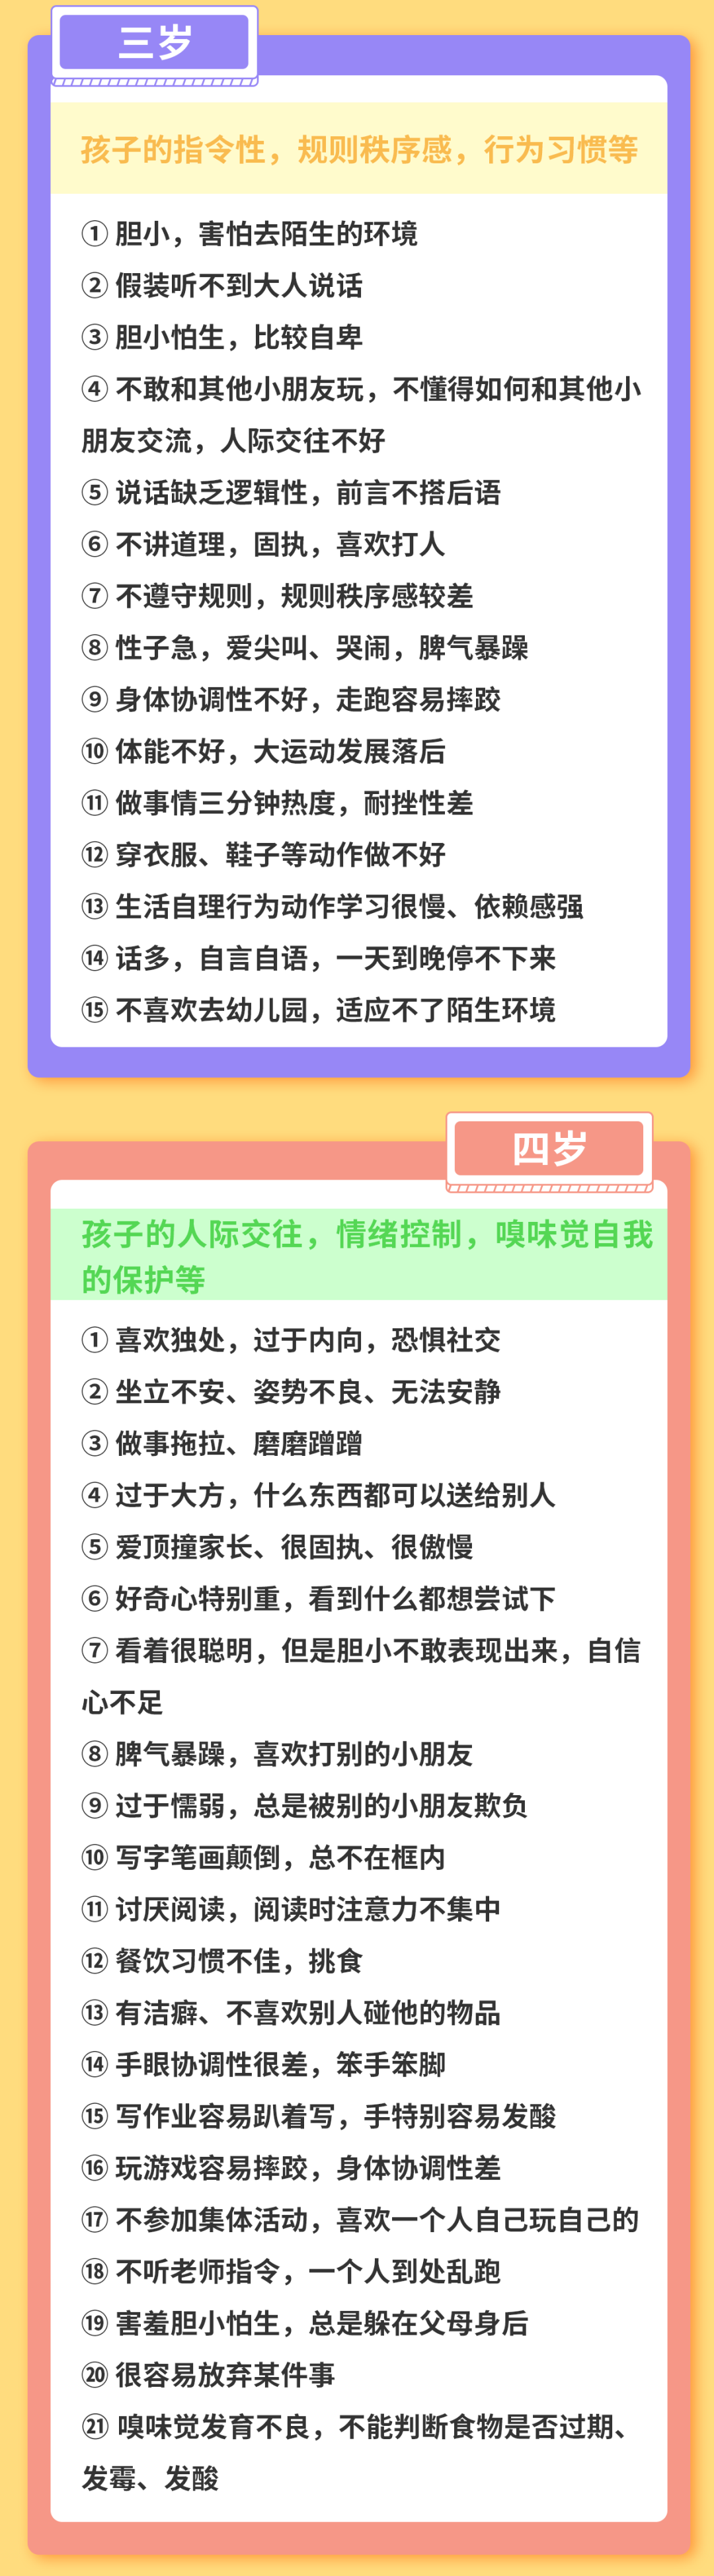 三岁
孩子的指令性，规则秩序感，行为习惯等
① 胆小，害怕去陌生的环境
② 假装听不到大人说话
③ 胆小怕生，比较自卑
④ 不敢和其他小朋友玩，不懂得如何和其他小
朋友交流，人际交往不好
⑤ 说话缺乏逻辑性，前言不搭后语
⑥ 不讲道理，固执，喜欢打人
⑦ 不遵守规则，规则秩序感较差
⑧ 性子急，爱尖叫、哭闹，脾气暴躁
⑨ 身体协调性不好，走跑容易摔跤
⑩ 体能不好，大运动发展落后
⑪ 做事情三分钟热度，耐挫性差
⑫ 穿衣服、鞋子等动作做不好
⑬ 生活自理行为动作学习很慢、依赖感强
⑭ 话多，自言自语，一天到晚停不下来
⑮ 不喜欢去幼儿园，适应不了陌生环境
四岁
孩子的人际交往，情绪控制，嗅味觉自我
的保护等
① 喜欢独处，过于内向，恐惧社交
② 坐立不安、姿势不良、无法安静
③ 做事拖拉、磨磨蹭蹭
④ 过于大方，什么东西都可以送给别人
⑤ 爱顶撞家长、很固执、很傲慢
⑥ 好奇心特别重，看到什么都想尝试下
⑦ 看着很聪明，但是胆小不敢表现出来，自信
心不足
⑧ 脾气暴躁，喜欢打别的小朋友
⑨ 过于懦弱，总是被别的小朋友欺负
⑩ 写字笔画颠倒，总不在框内
⑪ 讨厌阅读，阅读时注意力不集中
⑫ 餐饮习惯不佳，挑食
⑬ 有洁癖、不喜欢别人碰他的物品
⑭ 手眼协调性很差，笨手笨脚
⑮ 写作业容易趴着写，手特别容易发酸
⑯ 玩游戏容易摔跤，身体协调性差
⑰ 不参加集体活动，喜欢一个人自己玩自己的
⑱ 不听老师指令，一个人到处乱跑
⑲ 害羞胆小怕生，总是躲在父母身后
⑳ 很容易放弃某件事
㉑ 嗅味觉发育不良，不能判断食物是否过期、
发霉、发酸